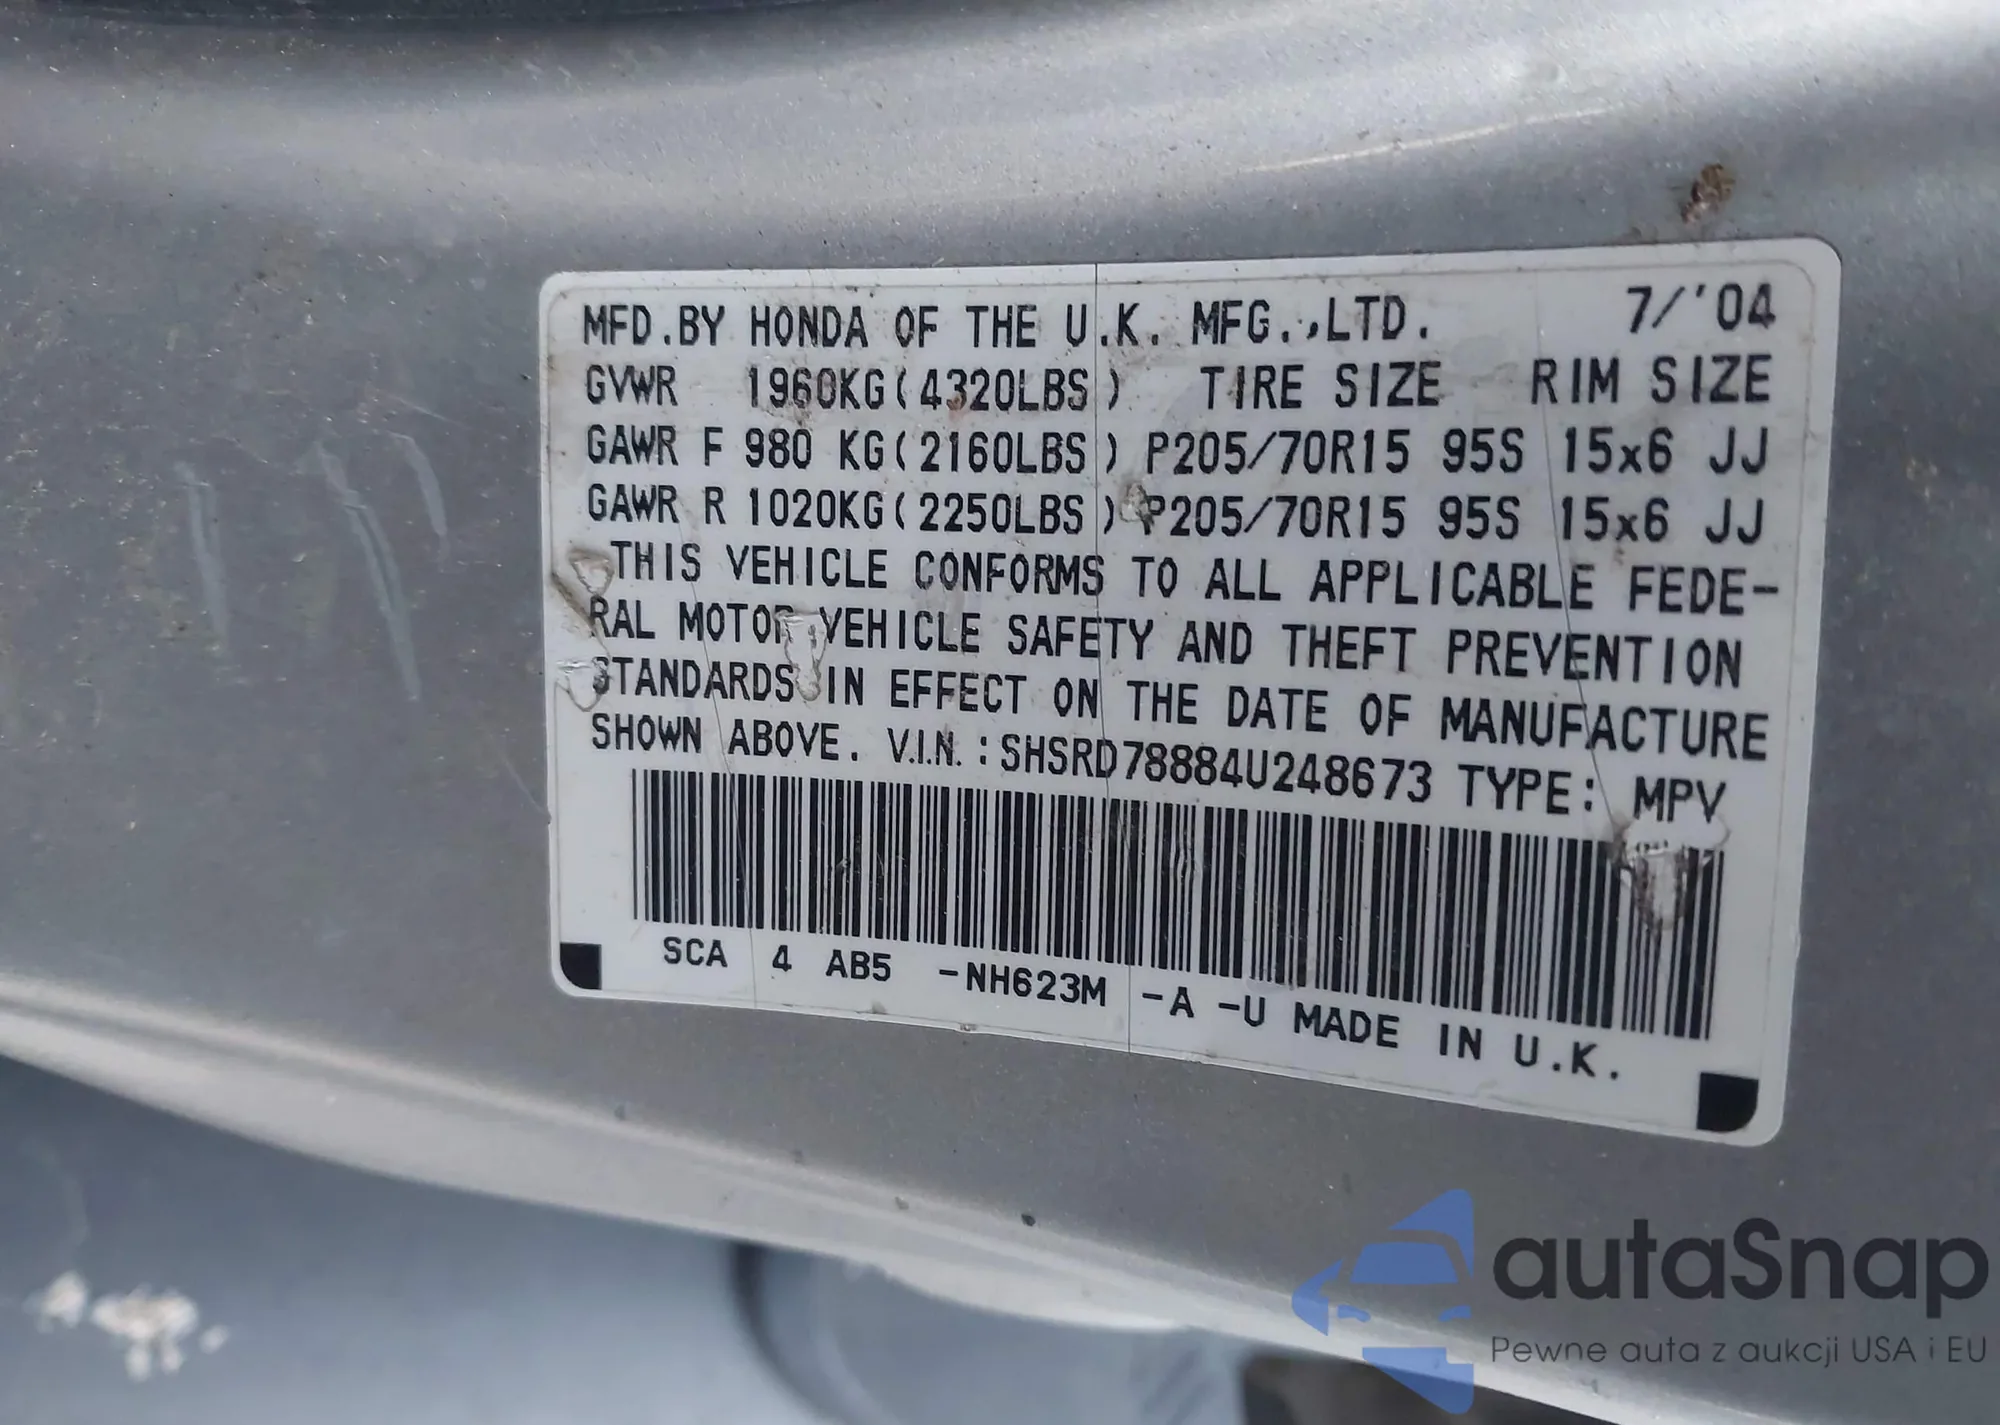 MFD.BY HONDA OF THE U.K. MFG.,LTD. 7/'04
GVWR 1960KG(4320LBS) TIRE SIZE RIM SIZE
GAWR F 980 KG(2160LBS) P205/70R15 95S 15x6 JJ
GAWR R 1020KG(2250LBS) P205/70R15 95S 15x6 JJ
THIS VEHICLE CONFORMS TO ALL APPLICABLE FEDE-
RAL MOTOR VEHICLE SAFETY AND THEFT PREVENTION
STANDARDS IN EFFECT ON THE DATE OF MANUFACTURE
SHOWN ABOVE. V.I.N.:SHSRD78884U248673 TYPE: MPV
SCA 4 AB5 -NH623M -A -U MADE IN U.K.
autaSnap
Pewne auta z aukcji USA i EU